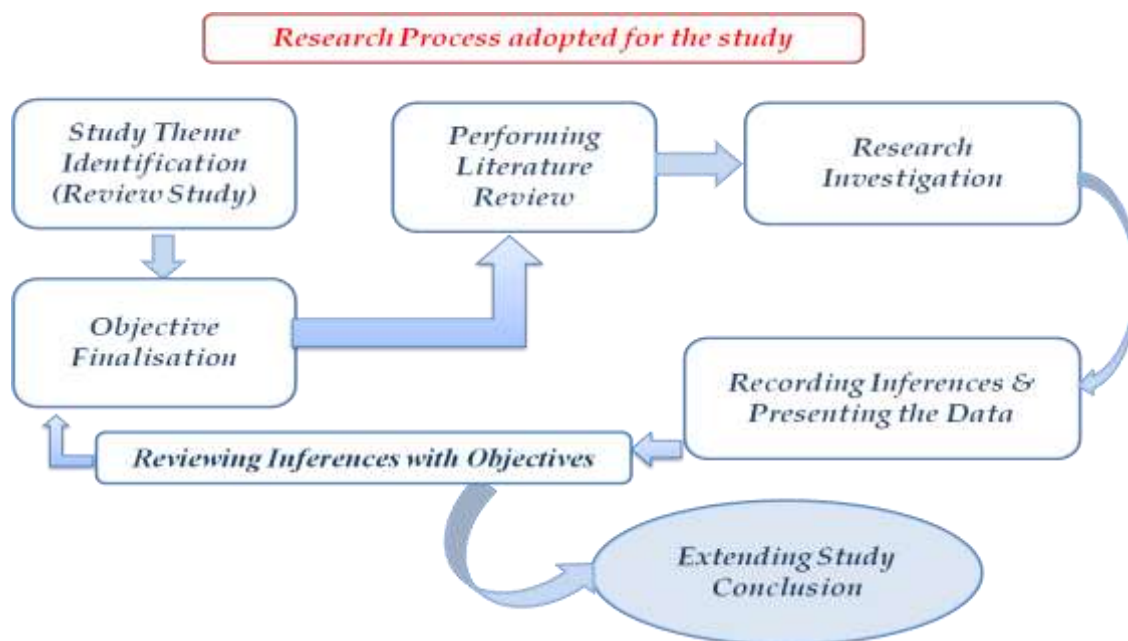 Research Process adopted for the study
Study Theme
Identification
(Review Study)
Performing
Literature
Review
Research
Investigation
Objective
Finalisation
Recording Inferences &
Presenting the Data
Reviewing Inferences with Objectives
Extending Study
Conclusion